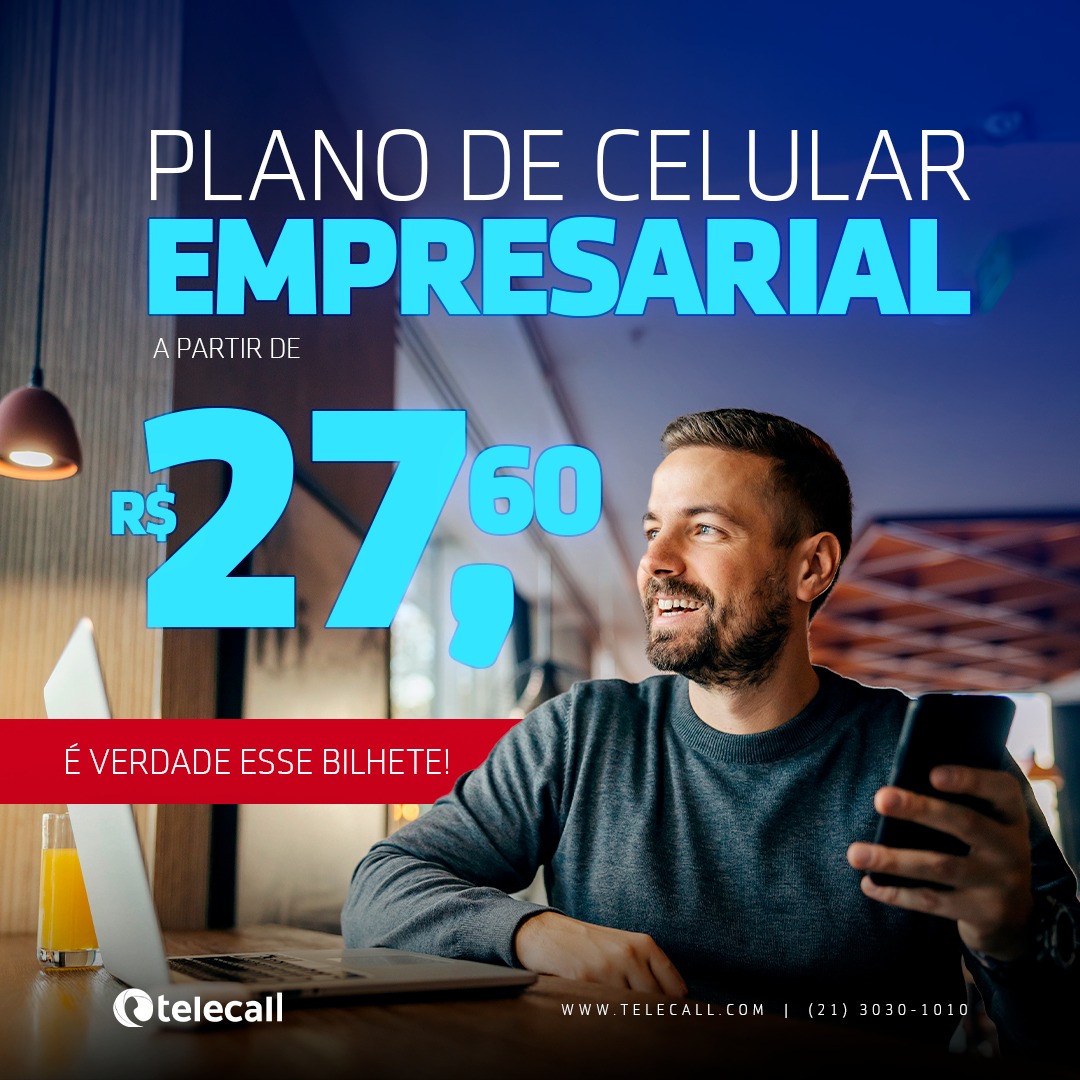 PLANO DE CELULAR
EMPRESARIAL
A PARTIR DE
R$27,60
É VERDADE ESSE BILHETE!
telecall
WWW.TELECALL.COM | (21) 3030-1010